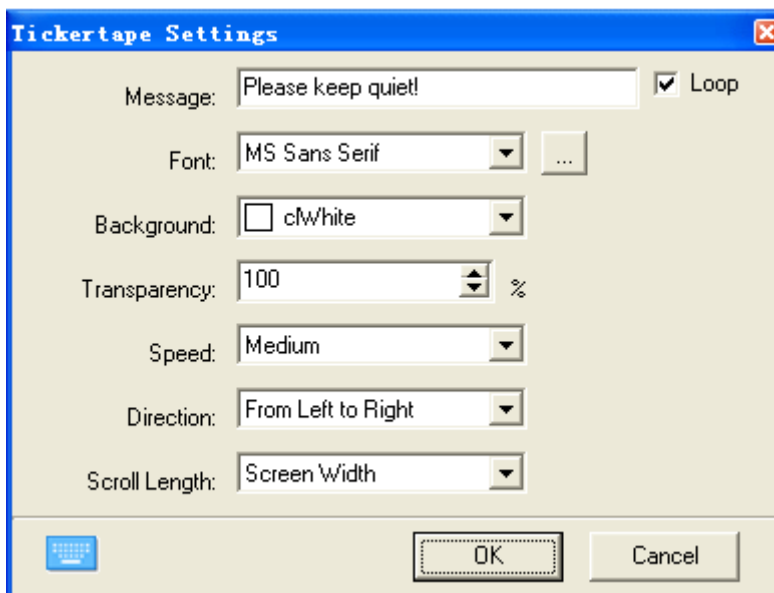 Tickertape Settings
Message: Please keep quiet! Loop
Font: MS Sans Serif ...
Background: clWhite
Transparency: 100 %
Speed: Medium
Direction: From Left to Right
Scroll Length: Screen Width
OK Cancel